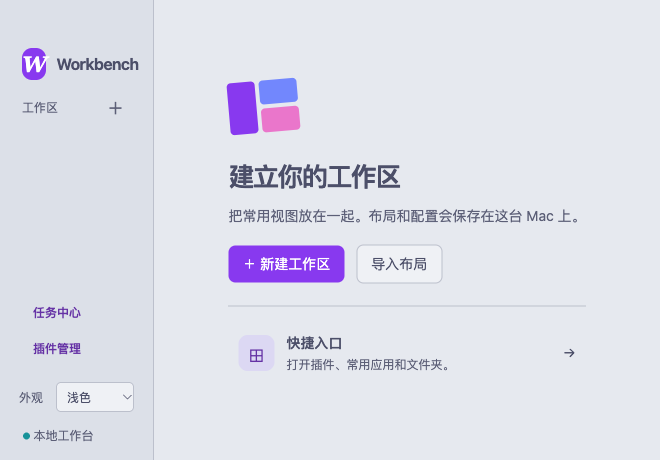 W Workbench
工作区 +
建立你的工作区
把常用视图放在一起。布局和配置会保存在这台 Mac 上。
+ 新建工作区
导入布局
快捷入口
打开插件、常用应用和文件夹。
→
任务中心
插件管理
外观 浅色
本地工作台